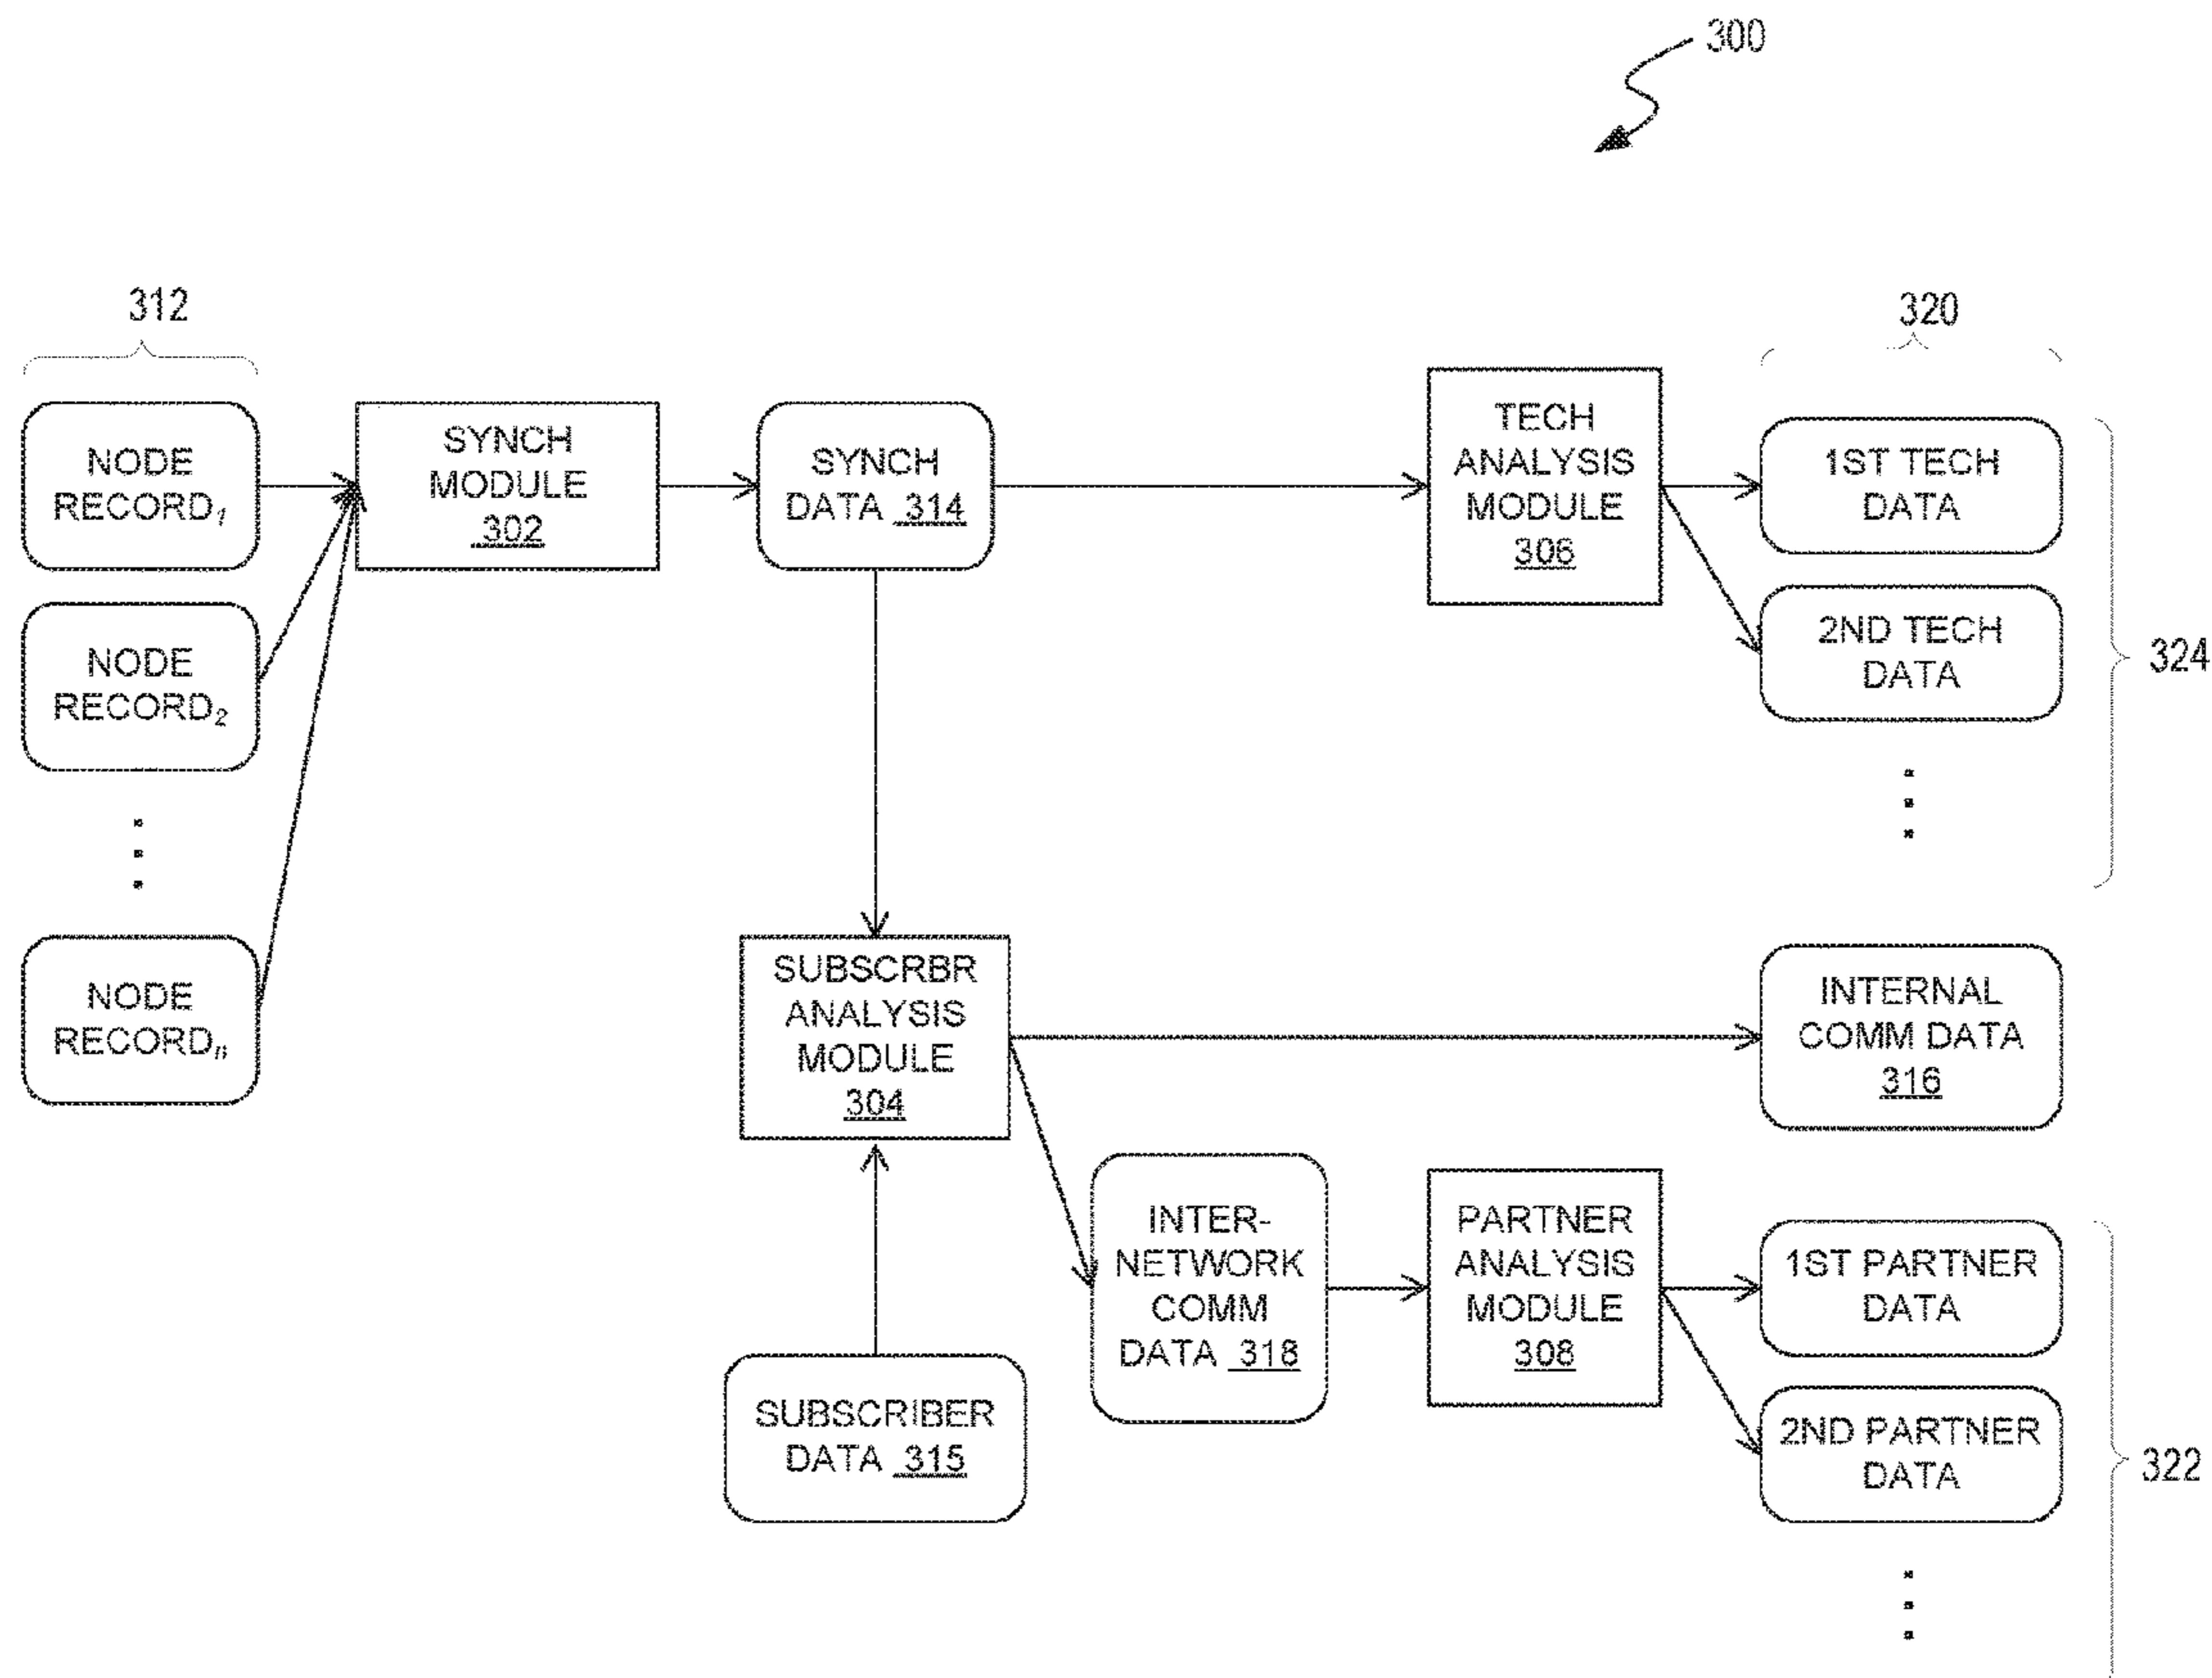 300
312
320
NODE
RECORD1
SYNCH
MODULE
302
SYNCH
DATA 314
TECH
ANALYSIS
MODULE
306
1ST TECH
DATA
NODE
RECORD2
2ND TECH
DATA
324
NODE
RECORDn
SUBSCRBR
ANALYSIS
MODULE
304
INTERNAL
COMM DATA
316
INTER-
NETWORK
COMM
DATA 318
PARTNER
ANALYSIS
MODULE
308
1ST PARTNER
DATA
SUBSCRIBER
DATA 315
2ND PARTNER
DATA
322